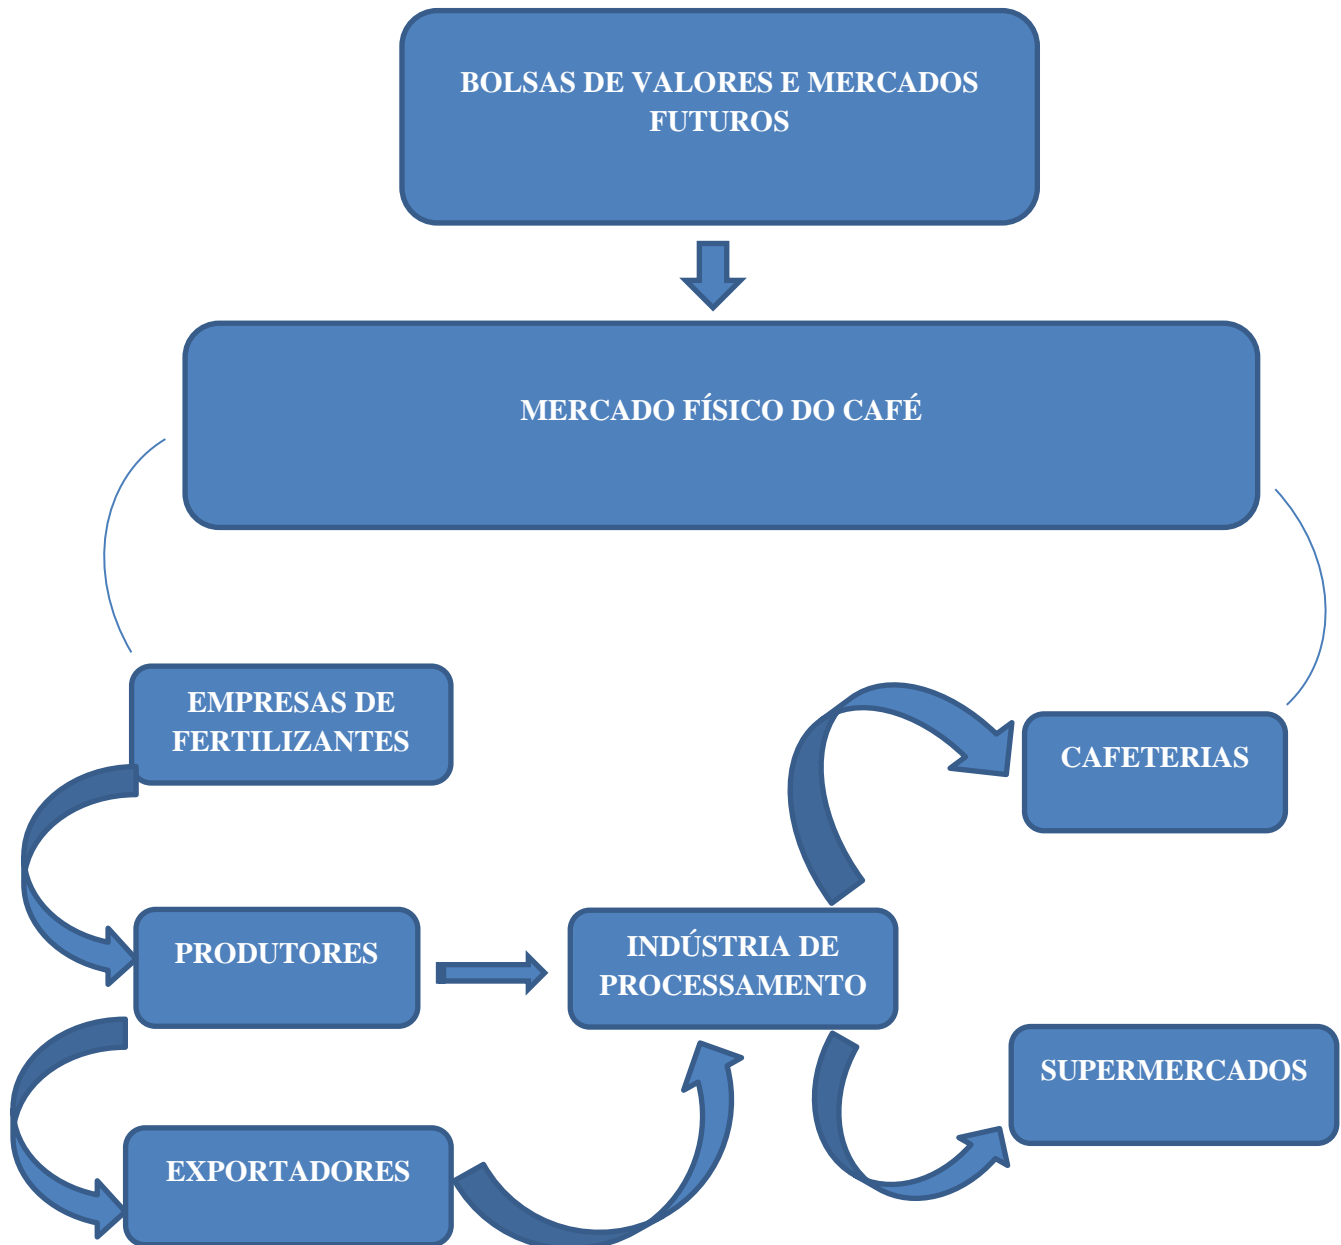 BOLSAS DE VALORES E MERCADOS
FUTUROS
MERCADO FÍSICO DO CAFÉ
EMPRESAS DE
FERTILIZANTES
CAFETERIAS
PRODUTORES
INDÚSTRIA DE
PROCESSAMENTO
SUPERMERCADOS
EXPORTADORES